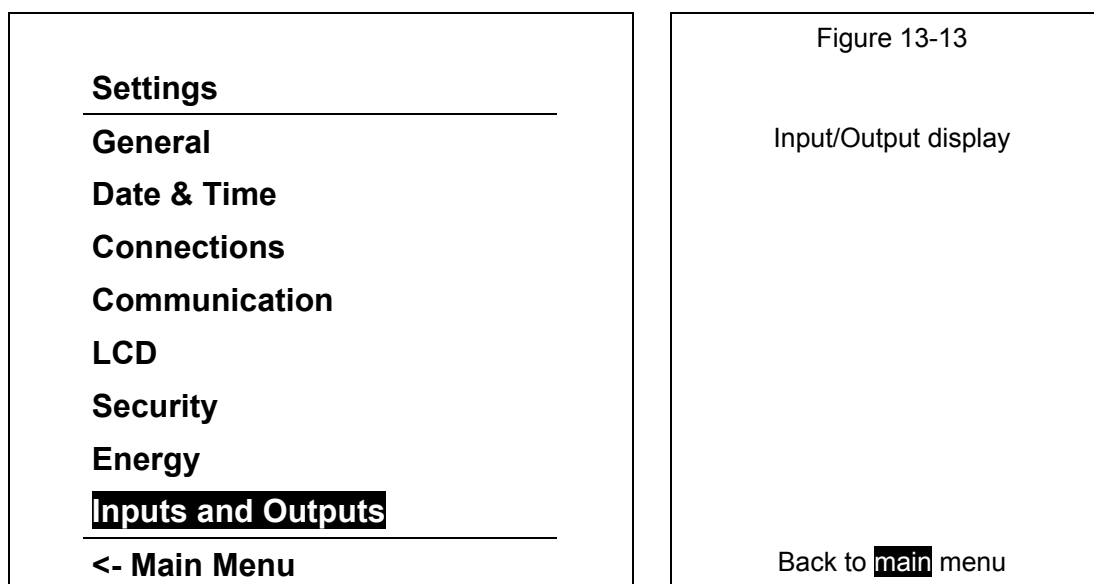 Settings
General
Date & Time
Connections
Communication
LCD
Security
Energy
Inputs and Outputs
<- Main Menu
Figure 13-13
Input/Output display
Back to main menu